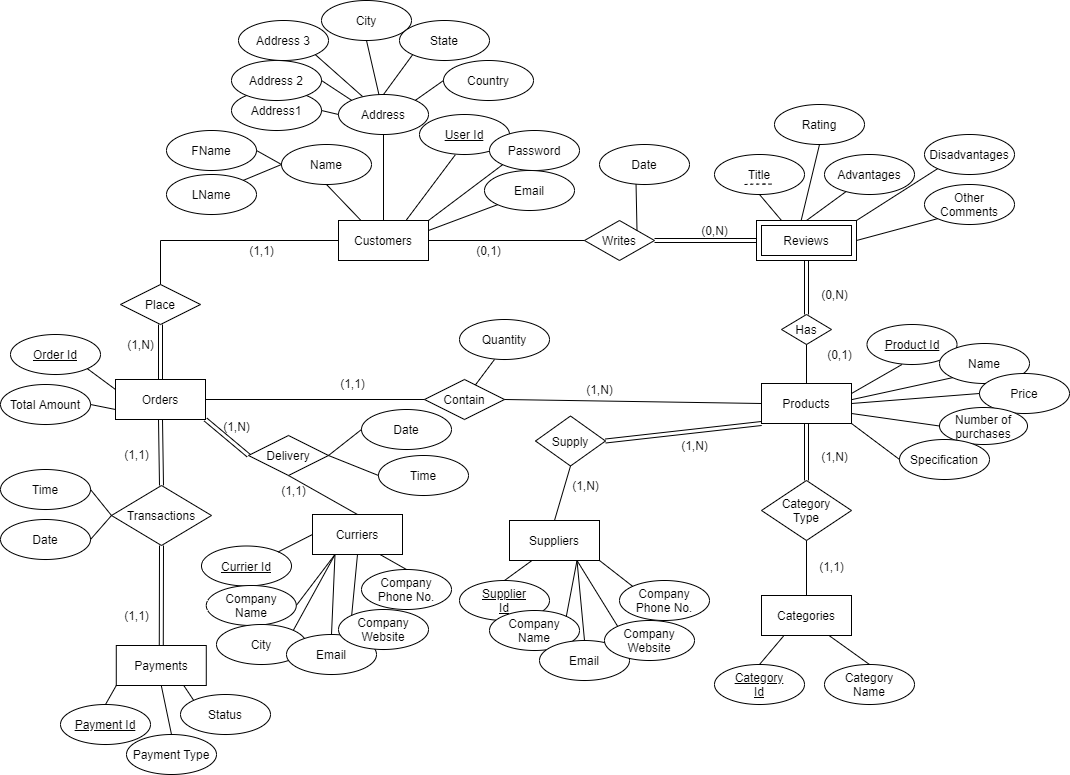 City
Address 3
State
Address 2
Country
Address1
Address
Rating
User Id
FName
Password
Disadvantages
Name
Date
Title
Advantages
LName
Email
Other
Comments
(0,N)
Customers
Writes
Reviews
(1,1)
(0,1)
(0,N)
Place
Has
Quantity
(1,N)
Product Id
Order Id
(0,1)
Name
(1,1)
(1,N)
Price
Orders
Contain
Products
Total Amount
(1,N)
Date
Number of
purchases
Supply
(1,N)
(1,1)
Delivery
(1,N)
Specification
Time
Time
(1,1)
(1,N)
Category
Type
Transactions
Date
Curriers
Suppliers
Currier Id
(1,1)
Company
Phone No.
Supplier
Id
Company
Phone No.
Company
Name
(1,1)
Categories
Company
Website
Company
Name
Company
Website
City
Email
Email
Payments
Category
Id
Category
Name
Status
Payment Id
Payment Type